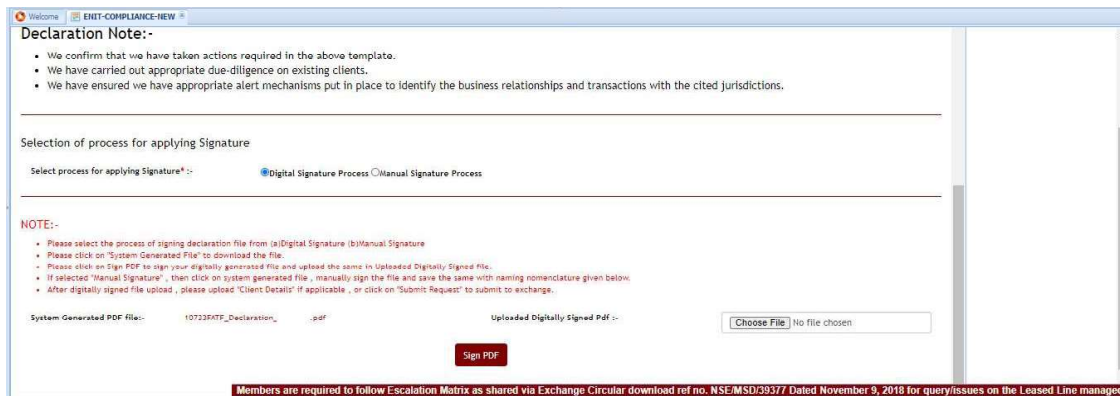 Welcome ENIT-COMPLIANCE-NEW
Declaration Note:-
• We confirm that we have taken actions required in the above template.
• We have carried out appropriate due-diligence on existing clients.
• We have ensured we have appropriate alert mechanisms put in place to identify the business relationships and transactions with the cited jurisdictions.
Selection of process for applying Signature
Select process for applying Signature* :- Digital Signature Process Manual Signature Process
NOTE:-
• Please select the process of signing declaration file from (a)Digital Signature (b)Manual Signature
• Please click on "System Generated File" to download the file.
• Please click on Sign PDF to sign your digitally generated file and upload the same in Uploaded Digitally Signed file.
• If selected "Manual Signature" , then click on system generated file , manually sign the file and save the same with naming nomenclature given below.
• After digitally signed file upload , please upload "Client Details" if applicable , or click on "Submit Request" to submit to exchange.
System Generated PDF file:- 10723FATF_Declaration_ .pdf Uploaded Digitally Signed Pdf :- Choose File No file chosen
Sign PDF
Members are required to follow Escalation Matrix as shared via Exchange Circular download ref no. NSE/MSD/39377 Dated November 9, 2018 for query/issues on the Leased Line managed